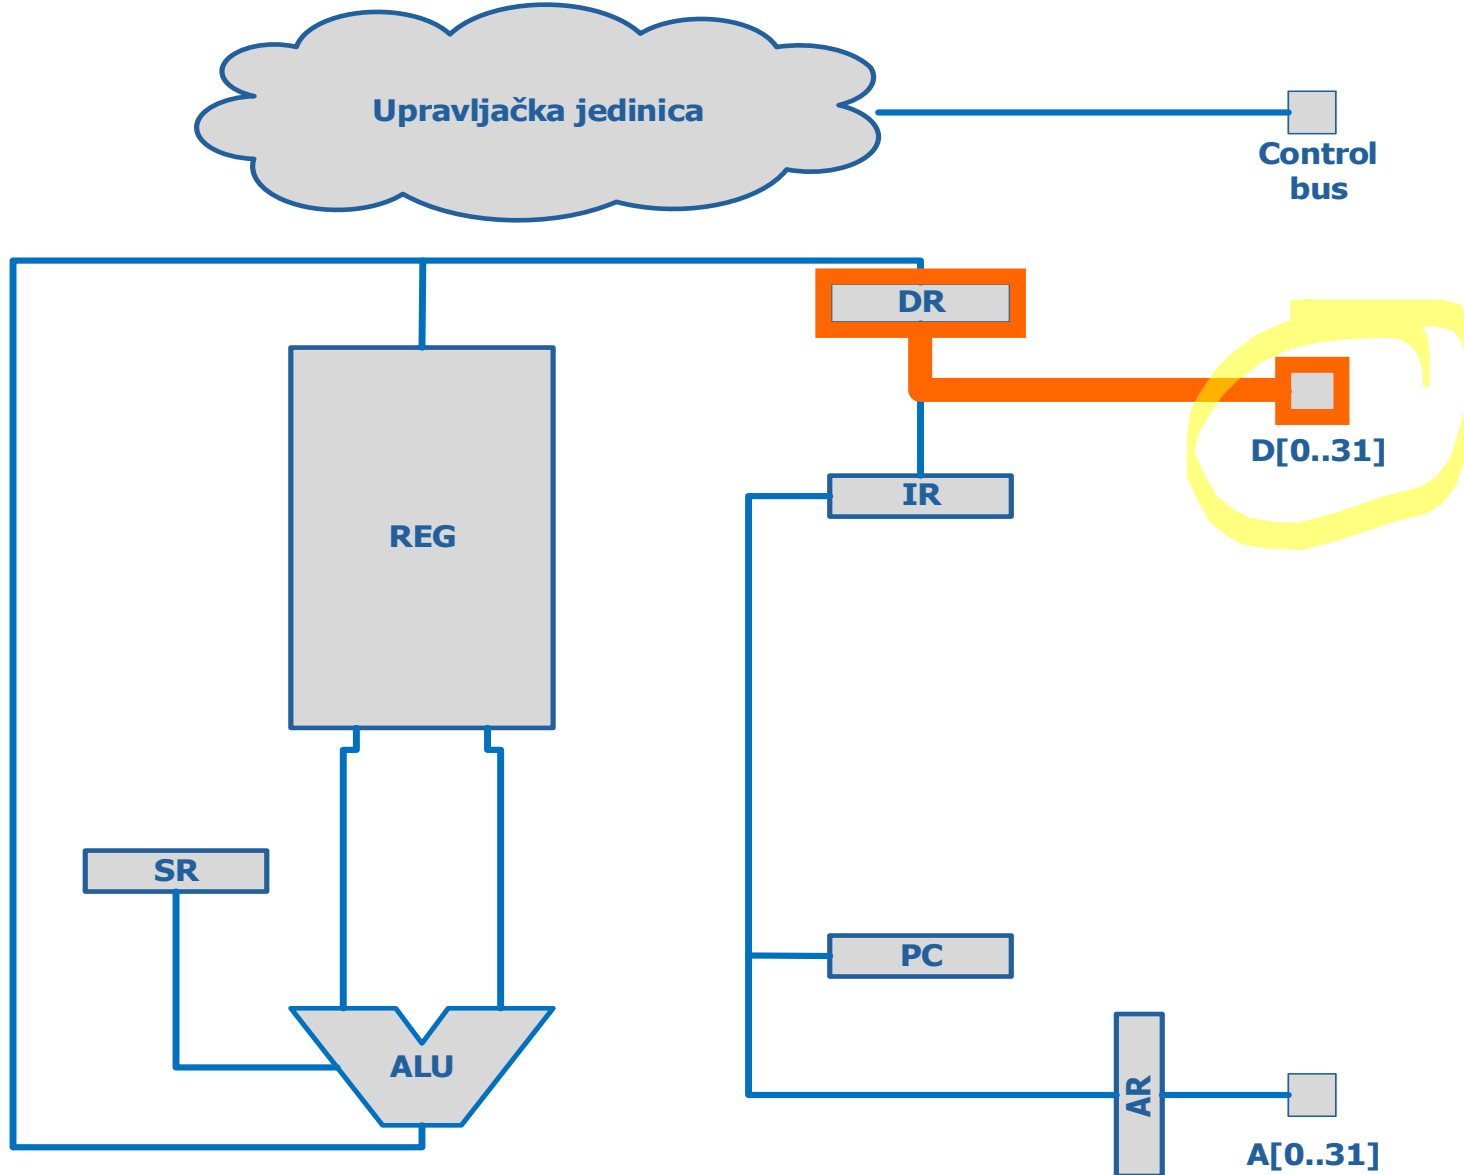 Upravljačka jedinica
Control
bus
DR
D[0..31]
IR
REG
SR
PC
ALU
AR
A[0..31]